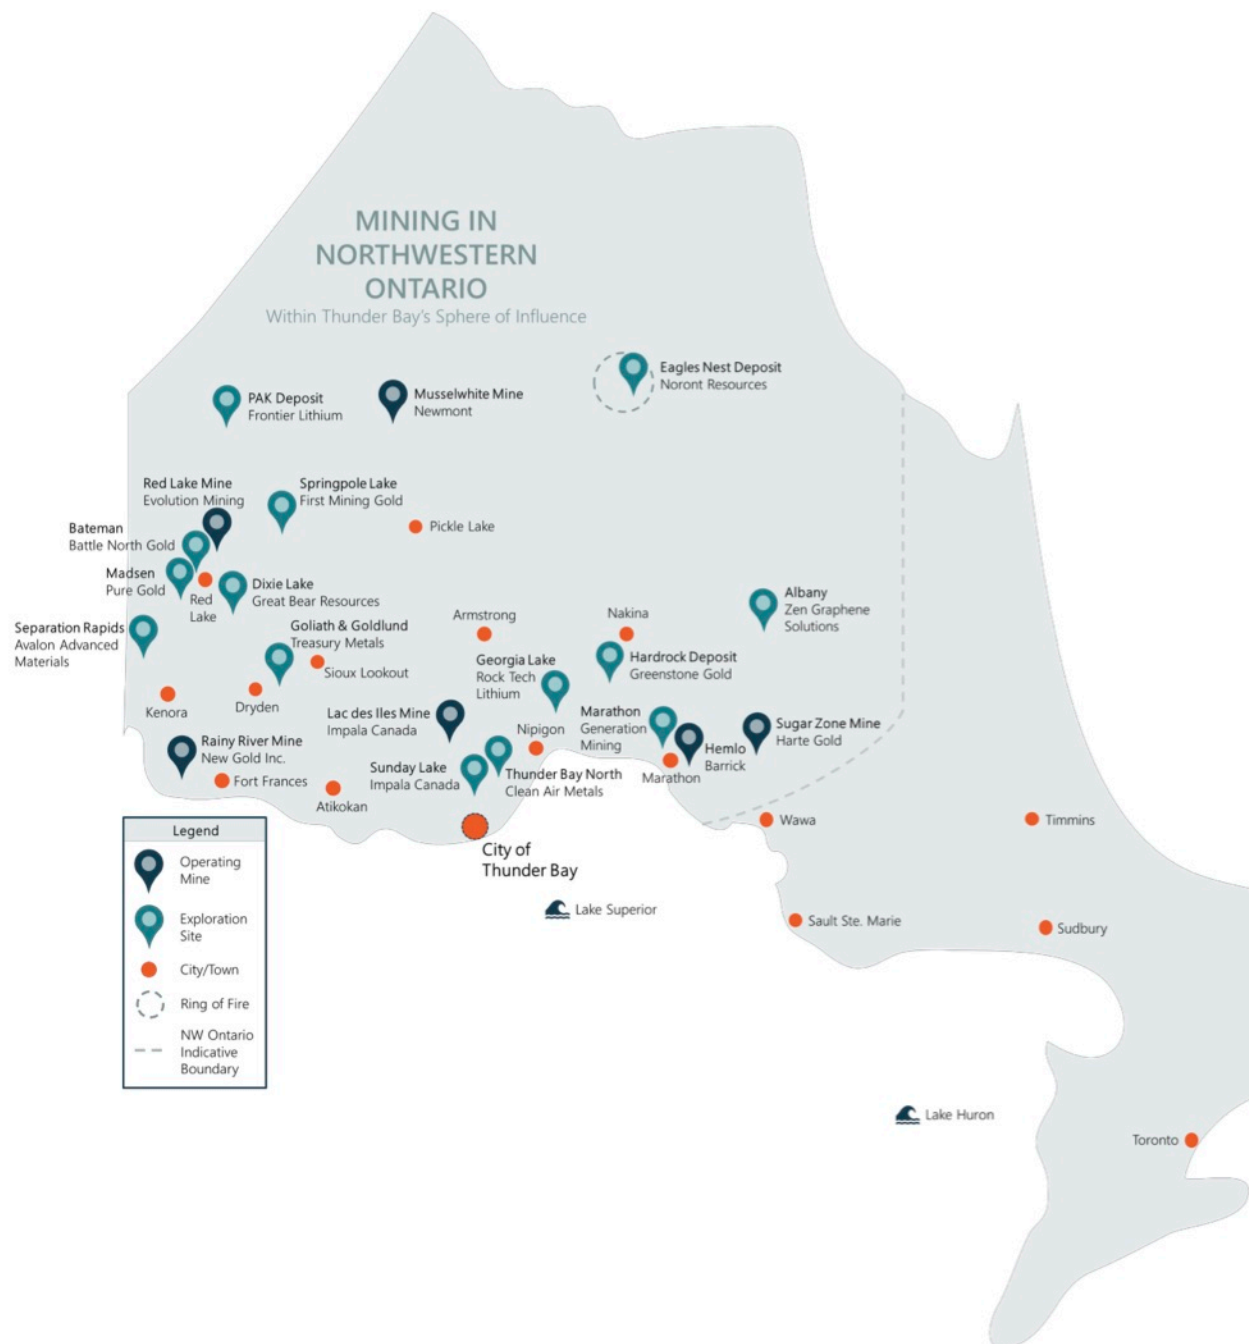 MINING IN
NORTHWESTERN
ONTARIO
Within Thunder Bay's Sphere of Influence
Eagles Nest Deposit
Noront Resources
PAK Deposit
Frontier Lithium
Musselwhite Mine
Newmont
Red Lake Mine
Evolution Mining
Springpole Lake
First Mining Gold
Bateman
Battle North Gold
Pickle Lake
Madsen
Pure Gold
Red
Lake
Dixie Lake
Great Bear Resources
Albany
Zen Graphene
Solutions
Separation Rapids
Avalon Advanced
Materials
Goliath & Goldlund
Treasury Metals
Sioux Lookout
Armstrong
Nakina
Georgia Lake
Rock Tech
Lithium
Hardrock Deposit
Greenstone Gold
Kenora
Dryden
Lac des Iles Mine
Impala Canada
Nipigon
Marathon
Generation
Mining
Sugar Zone Mine
Harte Gold
Rainy River Mine
New Gold Inc.
Hemlo
Barrick
Sunday Lake
Impala Canada
Thunder Bay North
Clean Air Metals
Marathon
Fort Frances
Atikokan
City of
Thunder Bay
Wawa
Timmins
Lake Superior
Sault Ste. Marie
Sudbury
Legend
Operating
Mine
Exploration
Site
City/Town
Ring of Fire
NW Ontario
Indicative
Boundary
Lake Huron
Toronto